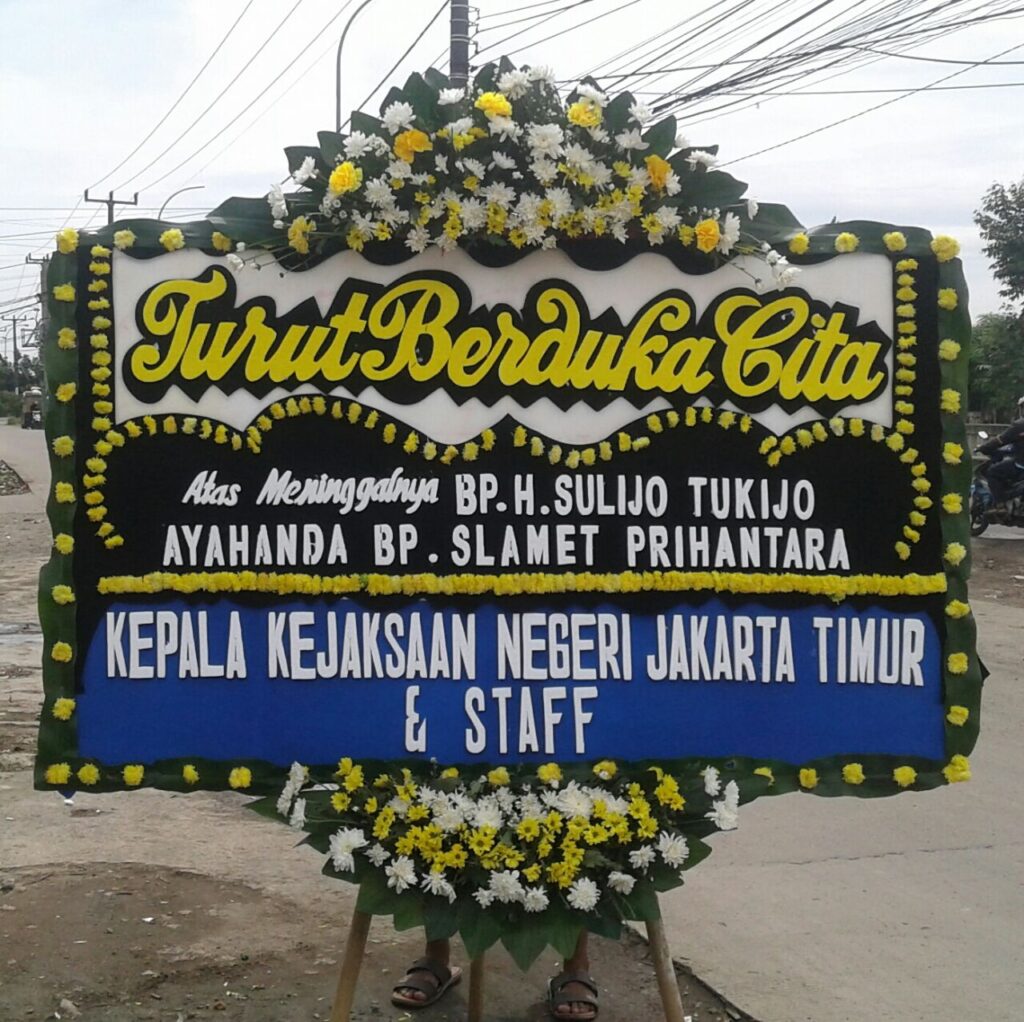 Turut Berduka Cita
Atas Meninggalnya BP. H. SULIJO TUKIJO
AYAHANDA BP. SLAMET PRIHANTARA
KEPALA KEJAKSAAN NEGERI JAKARTA TIMUR
& STAFF